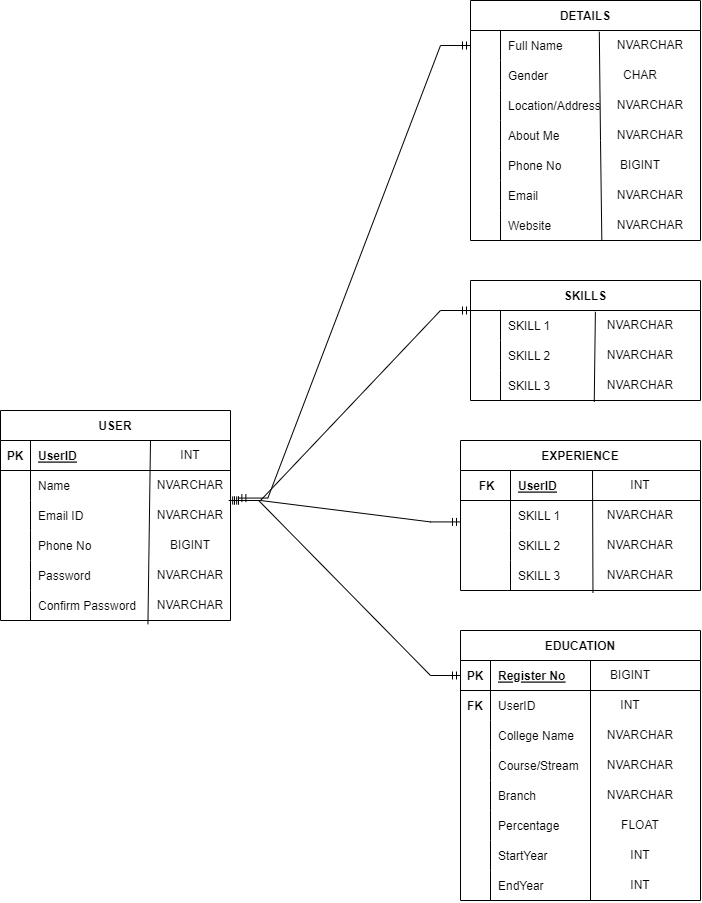 DETAILS
Full Name NVARCHAR
Gender CHAR
Location/Address NVARCHAR
About Me NVARCHAR
Phone No BIGINT
Email NVARCHAR
Website NVARCHAR
SKILLS
SKILL 1 NVARCHAR
SKILL 2 NVARCHAR
SKILL 3 NVARCHAR
USER
PK UserID INT
Name NVARCHAR
Email ID NVARCHAR
Phone No BIGINT
Password NVARCHAR
Confirm Password NVARCHAR
EXPERIENCE
FK UserID INT
SKILL 1 NVARCHAR
SKILL 2 NVARCHAR
SKILL 3 NVARCHAR
EDUCATION
PK Register No BIGINT
FK UserID INT
College Name NVARCHAR
Course/Stream NVARCHAR
Branch NVARCHAR
Percentage FLOAT
StartYear INT
EndYear INT